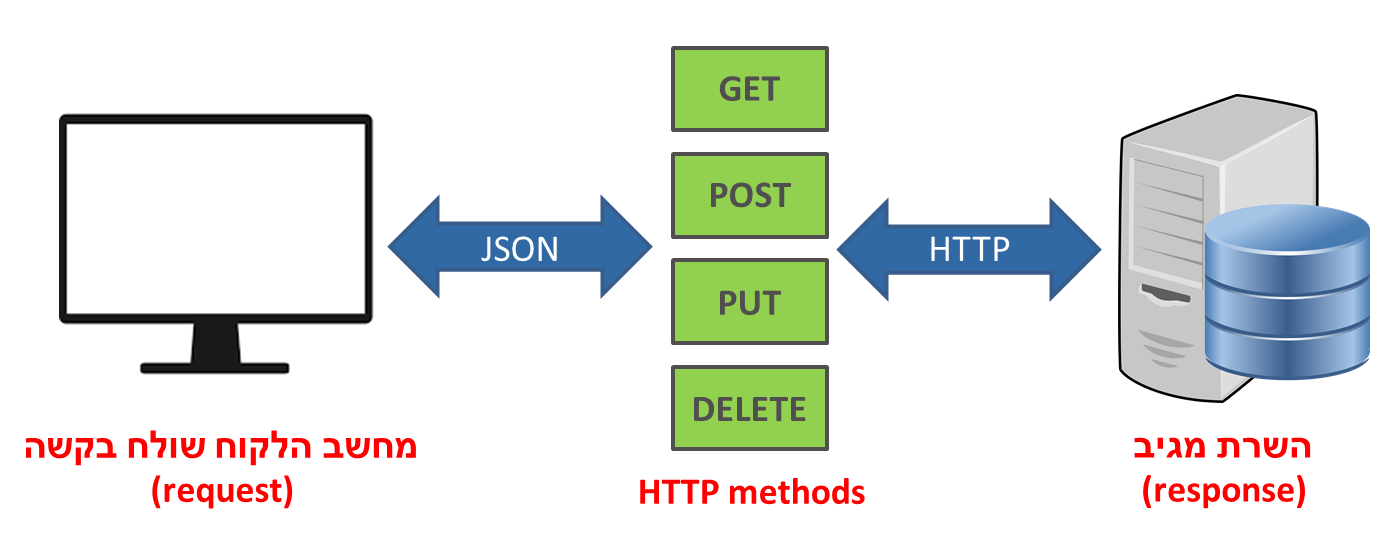 GET
POST
PUT
DELETE
JSON
HTTP
מחשב הלקוח שולח בקשה
(request)
HTTP methods
השרת מגיב
(response)